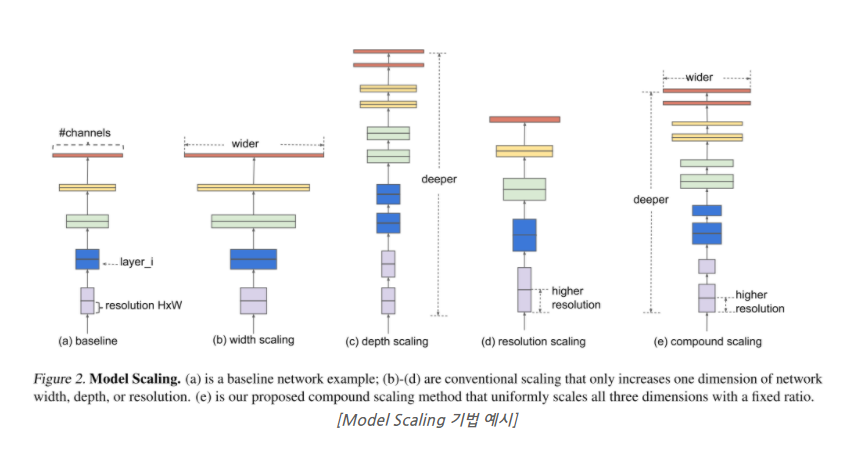 #channels
wider
wider
deeper
deeper
layer_i
resolution HxW
higher
resolution
higher
resolution
(a) baseline
(b) width scaling
(c) depth scaling
(d) resolution scaling
(e) compound scaling
Figure 2. Model Scaling. (a) is a baseline network example; (b)-(d) are conventional scaling that only increases one dimension of network
width, depth, or resolution. (e) is our proposed compound scaling method that uniformly scales all three dimensions with a fixed ratio.
[Model Scaling 기법 예시]